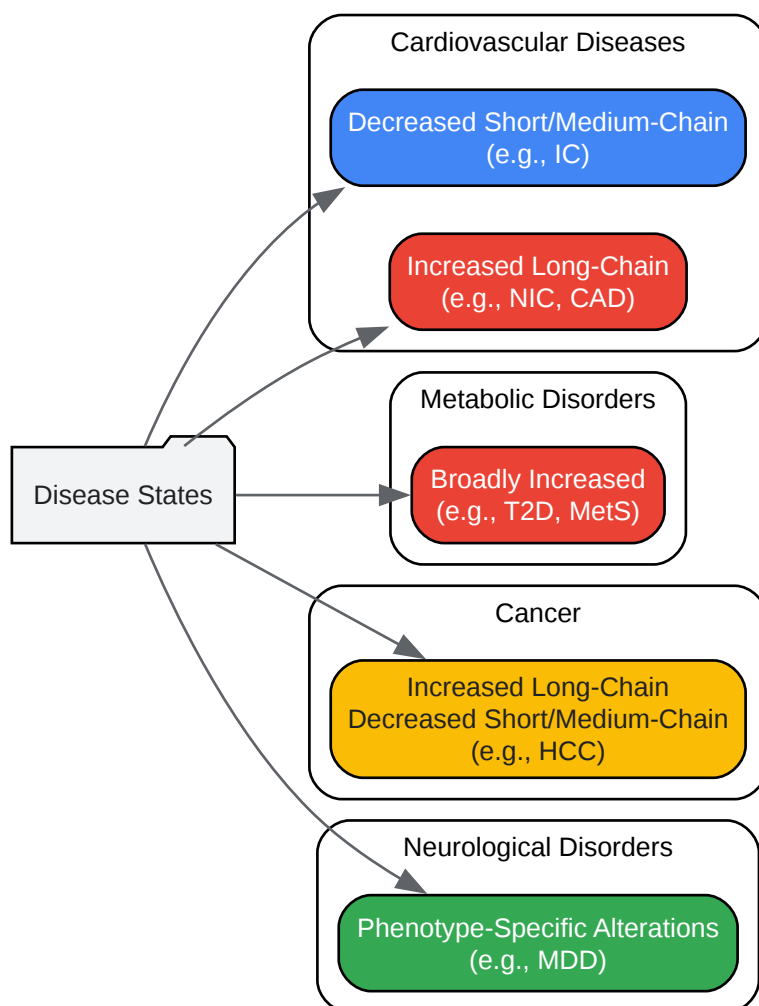 Cardiovascular Diseases
Decreased Short/Medium-Chain
(e.g., IC)
Increased Long-Chain
(e.g., NIC, CAD)
Metabolic Disorders
Broadly Increased
(e.g., T2D, MetS)
Disease States
Cancer
Increased Long-Chain
Decreased Short/Medium-Chain
(e.g., HCC)
Neurological Disorders
Phenotype-Specific Alterations
(e.g., MDD)